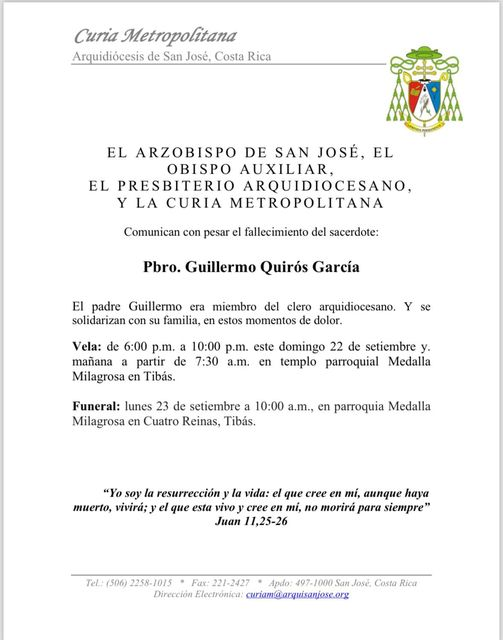 Curia Metropolitana
Arquidiócesis de San José, Costa Rica
EL ARZOBISPO DE SAN JOSÉ, EL
OBISPO AUXILIAR,
EL PRESBITERIO ARQUIDIOCESANO,
Y LA CURIA METROPOLITANA
Comunican con pesar el fallecimiento del sacerdote:
Pbro. Guillermo Quirós García
El padre Guillermo era miembro del clero arquidiocesano. Y se
solidarizan con su familia, en estos momentos de dolor.
Vela: de 6:00 p.m. a 10:00 p.m. este domingo 22 de setiembre y.
mañana a partir de 7:30 a.m. en templo parroquial Medalla
Milagrosa en Tibás.
Funeral: lunes 23 de setiembre a 10:00 a.m., en parroquia Medalla
Milagrosa en Cuatro Reinas, Tibás.
“Yo soy la resurrección y la vida: el que cree en mí, aunque haya
muerto, vivirá; y el que esta vivo y cree en mí, no morirá para siempre”
Juan 11,25-26
Tel.: (506) 2258-1015 * Fax: 221-2427 * Apdo: 497-1000 San José, Costa Rica
Dirección Electrónica: curiam@arquisanjose.org